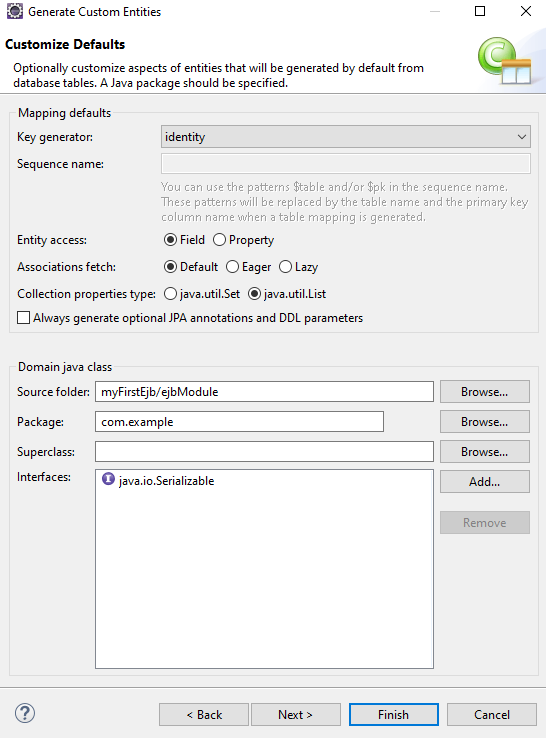 Generate Custom Entities
Customize Defaults
Optionally customize aspects of entities that will be generated by default from
database tables. A Java package should be specified.
C
Mapping defaults
Key generator: identity
Sequence name:
You can use the patterns $table and/or $pk in the sequence name.
These patterns will be replaced by the table name and the primary key
column name when a table mapping is generated.
Entity access: Field Property
Associations fetch: Default Eager Lazy
Collection properties type: java.util.Set java.util.List
Always generate optional JPA annotations and DDL parameters
Domain java class
Source folder: myFirstEjb/ejbModule Browse...
Package: com.example Browse...
Superclass: Browse...
Interfaces: I java.io.Serializable Add...
Remove
? < Back Next > Finish Cancel